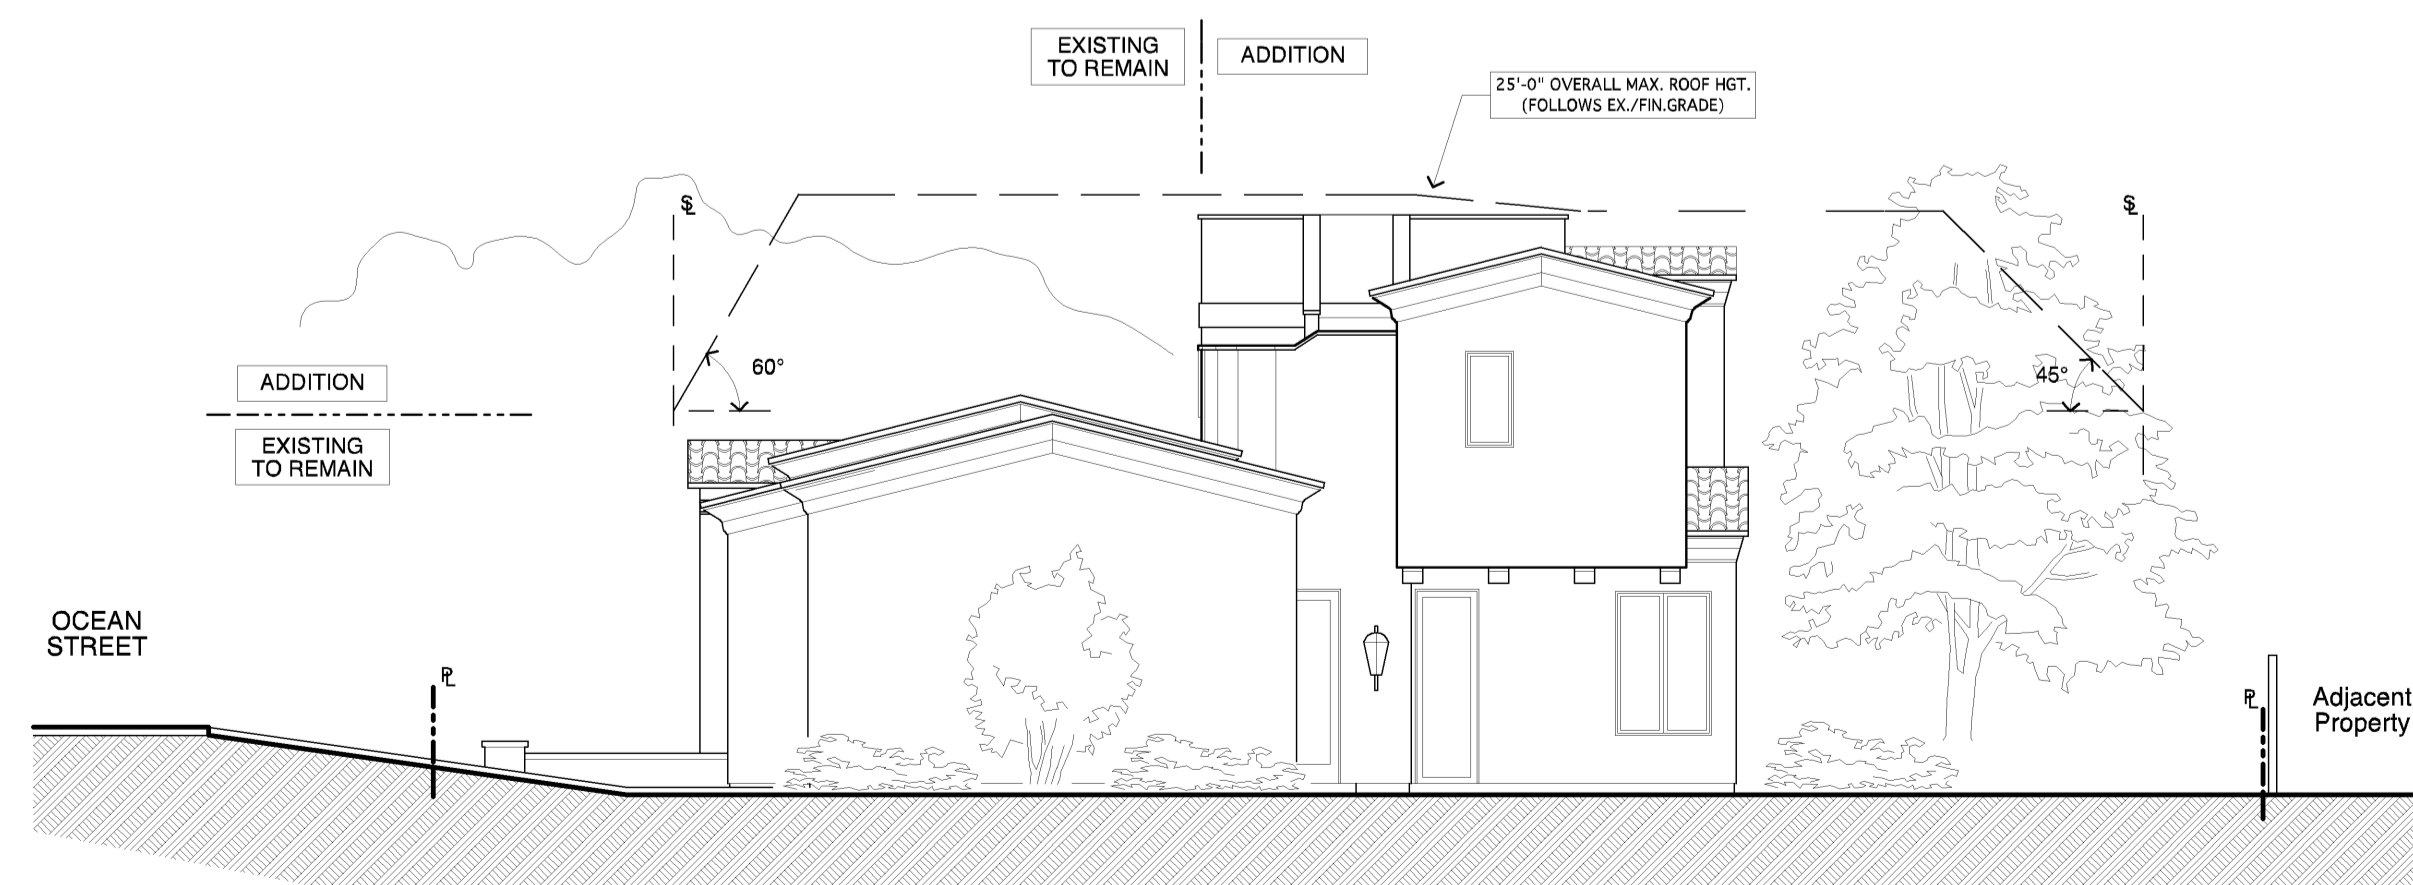 EXISTING
TO REMAIN
ADDITION
25'-0" OVERALL MAX. ROOF HGT.
(FOLLOWS EX./FIN.GRADE)
SL
SL
60°
45°
ADDITION
EXISTING
TO REMAIN
OCEAN
STREET
PL
PL
Adjacent
Property